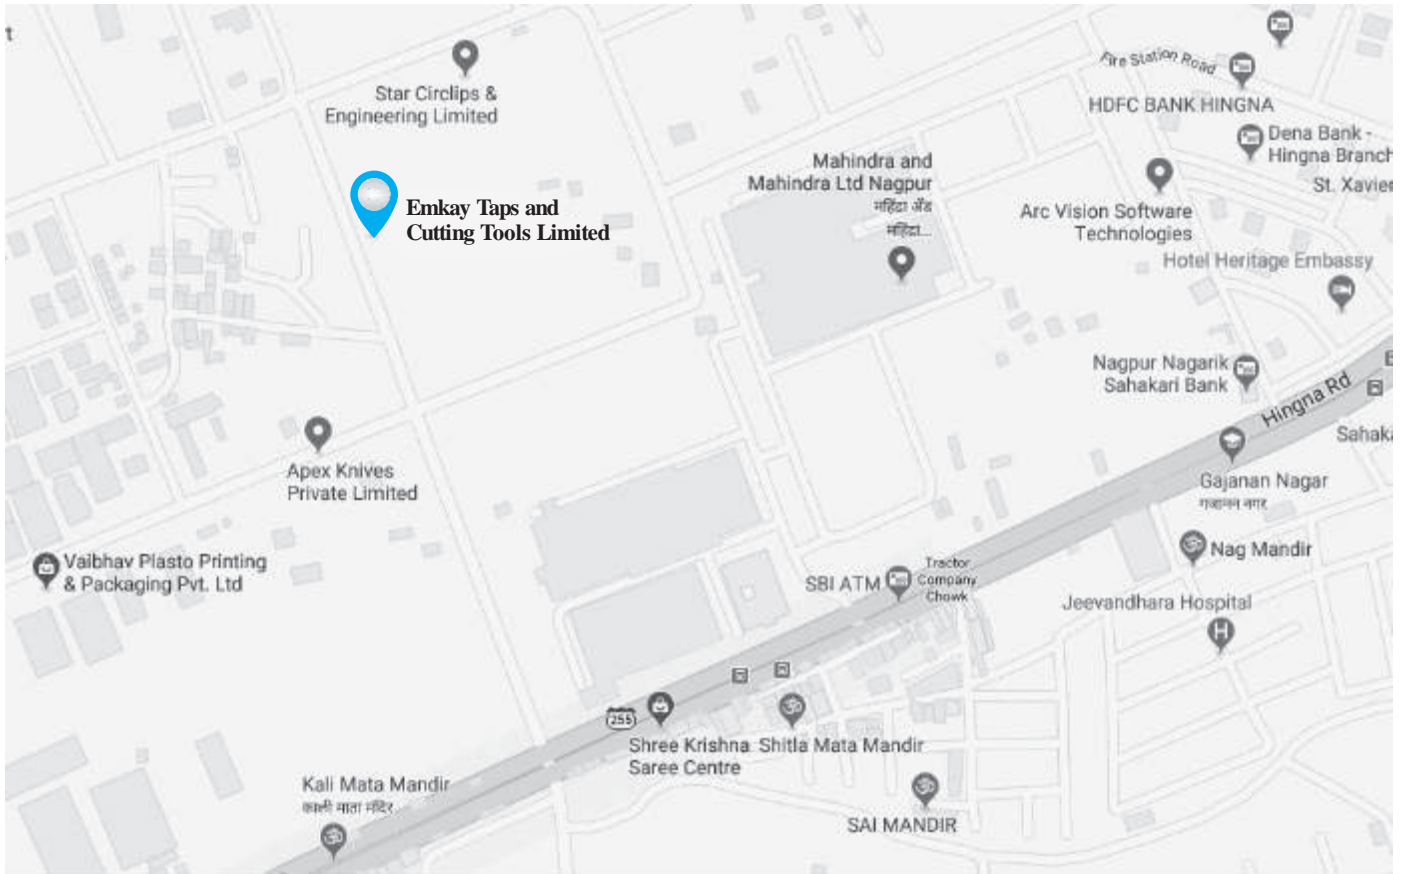 t
Star Circlips &
Engineering Limited
Emkay Taps and
Cutting Tools Limited
Mahindra and
Mahindra Ltd Nagpur
महिंद्रा अँड
महिंद्रा...
Fire Station Road
HDFC BANK HINGNA
Dena Bank -
Hingna Branch
St. Xavier
Arc Vision Software
Technologies
Hotel Heritage Embassy
Nagpur Nagarik
Sahakari Bank
Hingna Rd
Sahaka
Apex Knives
Private Limited
Gajanan Nagar
गजानन नगर
Vaibhav Plasto Printing
& Packaging Pvt. Ltd
Nag Mandir
SBI ATM
Tractor
Company
Chowk
Jeevandhara Hospital
H
255
Shree Krishna
Saree Centre
Shitla Mata Mandir
Kali Mata Mandir
काली माता मंदिर
SAI MANDIR